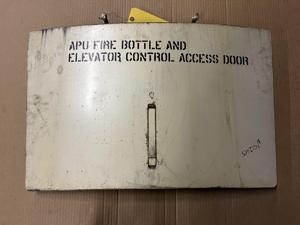 APU FIRE BOTTLE AND
ELEVATOR CONTROL ACCESS DOOR